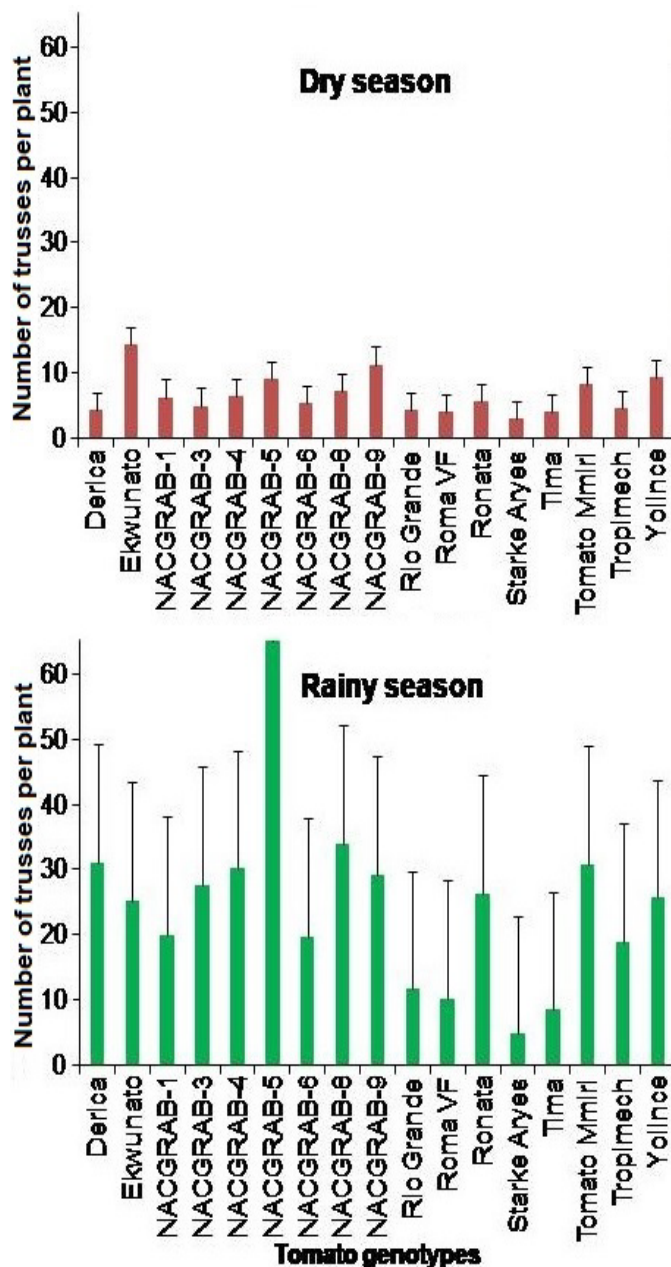 Number of trusses per plant
60
50
40
30
20
10
0
Dry season
Derica
Ekwunato
NACGRAB-1
NACGRAB-3
NACGRAB-4
NACGRAB-5
NACGRAB-6
NACGRAB-8
NACGRAB-9
Rio Grande
Roma VF
Ronata
Starke Aryee
Tima
Tomato Mmiri
Tropimech
Yolince
Number of trusses per plant
60
50
40
30
20
10
0
Rainy season
Derica
Ekwunato
NACGRAB-1
NACGRAB-3
NACGRAB-4
NACGRAB-5
NACGRAB-6
NACGRAB-8
NACGRAB-9
Rio Grande
Roma VF
Ronata
Starke Aryee
Tima
Tomato Mmiri
Tropimech
Yolince
Tomato genotypes